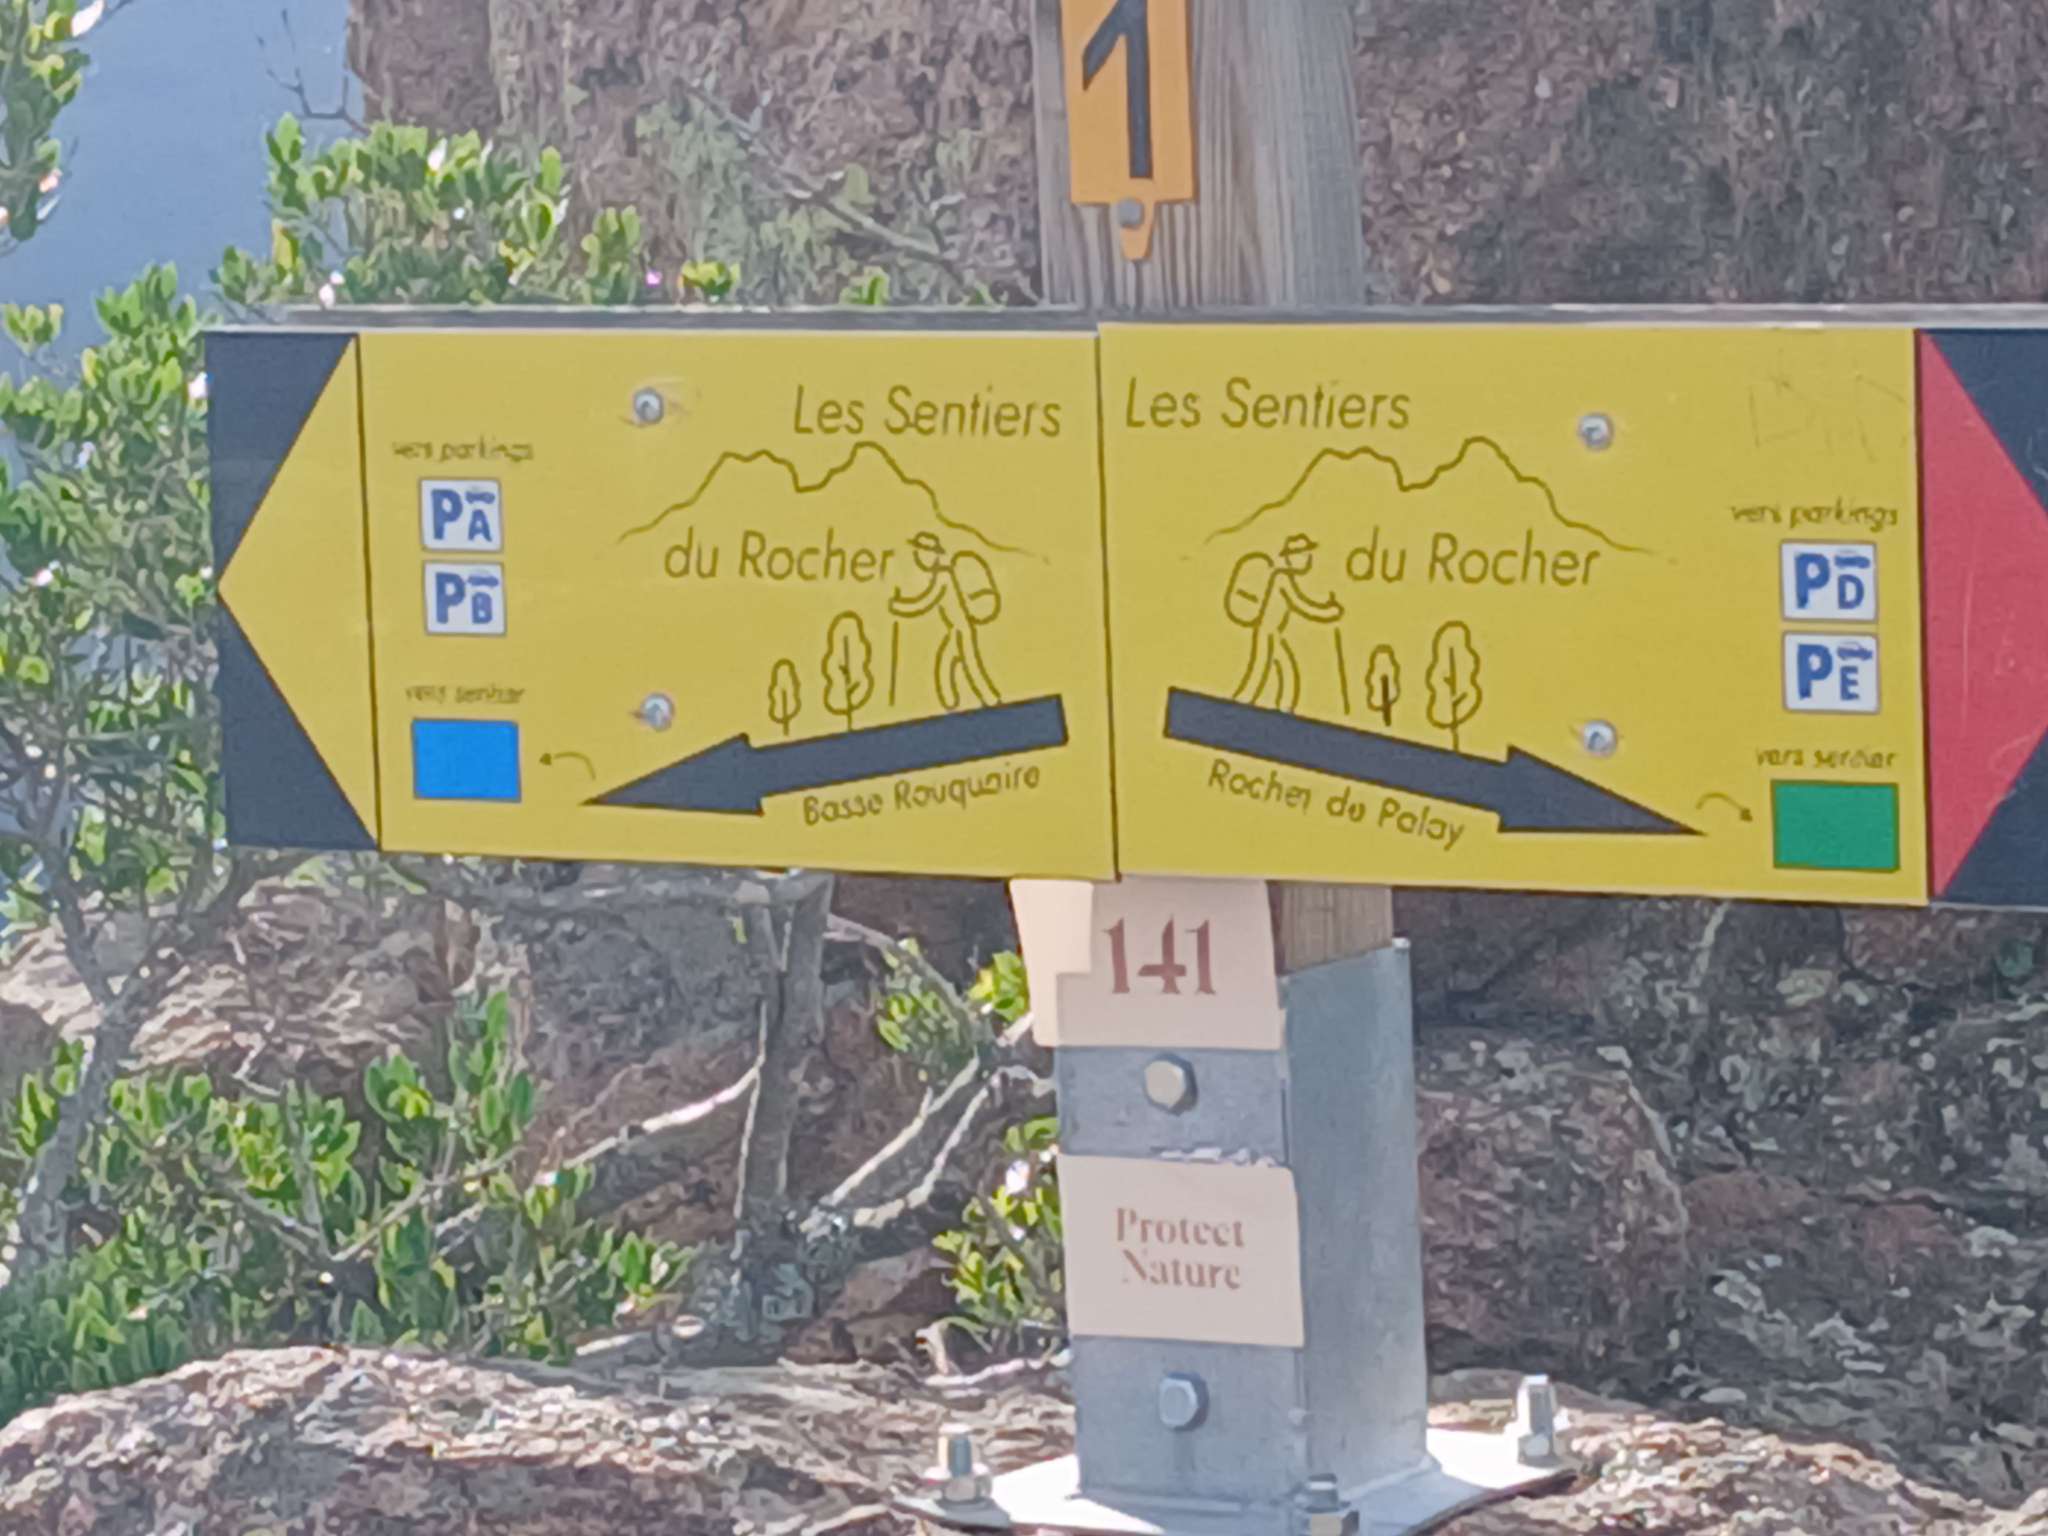 1
Les Sentiers
du Rocher
vers parkings
PA
PB
vers sentier
Basse Rouquaire
Les Sentiers
du Rocher
vers parkings
PD
PE
vers sentier
Rocher du Palay
141
Protect
Nature